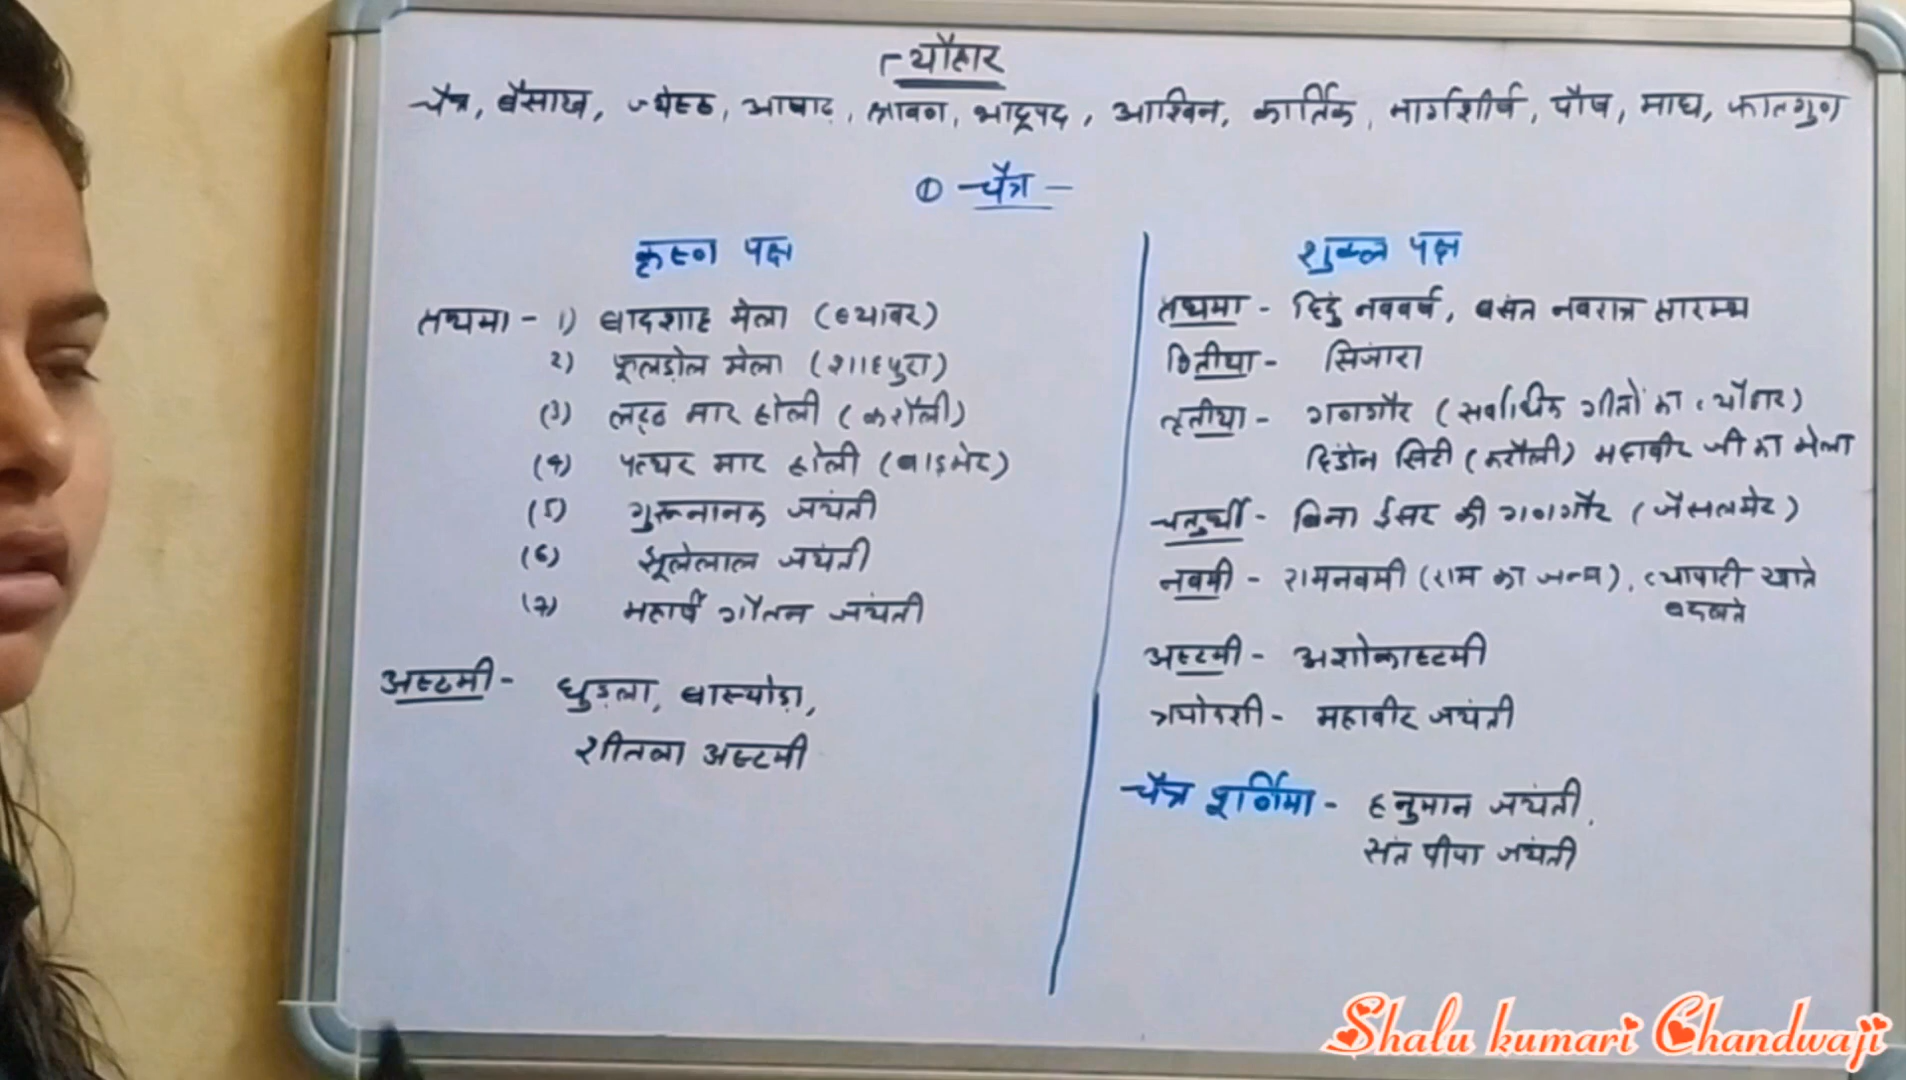 त्यौहार
चैत्र, बैसाख, ज्येष्ठ, आषाढ़, श्रावण, भाद्रपद, आश्विन, कार्तिक, मार्गशीर्ष, पौष, माघ, फाल्गुण
① चैत्र –
कृष्ण पक्ष
प्रथमा - 1) बादशाह मेला (ब्यावर)
2) फूलडोल मेला (शाहपुरा)
(3) लट्ठ मार होली (करौली)
(4) पत्थर मार होली (बाड़मेर)
(5) गुरूनानक जयंती
(6) झूलेलाल जयंती
(7) महर्षि गौतम जयंती
अष्टमी - घुड़ला, बास्योड़ा,
शीतला अष्टमी
शुक्ल पक्ष
प्रथमा - हिंदु नववर्ष, बसंत नवरात्र प्रारम्भ
द्वितीया - सिंजारा
तृतीया - गणगौर (सर्वाधिक गीतों का त्यौहार)
हिंडोन सिटी (करौली) महावीर जी का मेला
चतुर्थी - बिना ईसर की गणगौर (जैसलमेर)
नवमी - रामनवमी (राम का जन्म), व्यापारी खाते
बदलते
अष्टमी - अशोकाष्टमी
त्रयोदशी - महावीर जयंती
चैत्र पूर्णिमा - हनुमान जयंती,
संत पीपा जयंती
Shalu kumari Chandwaji